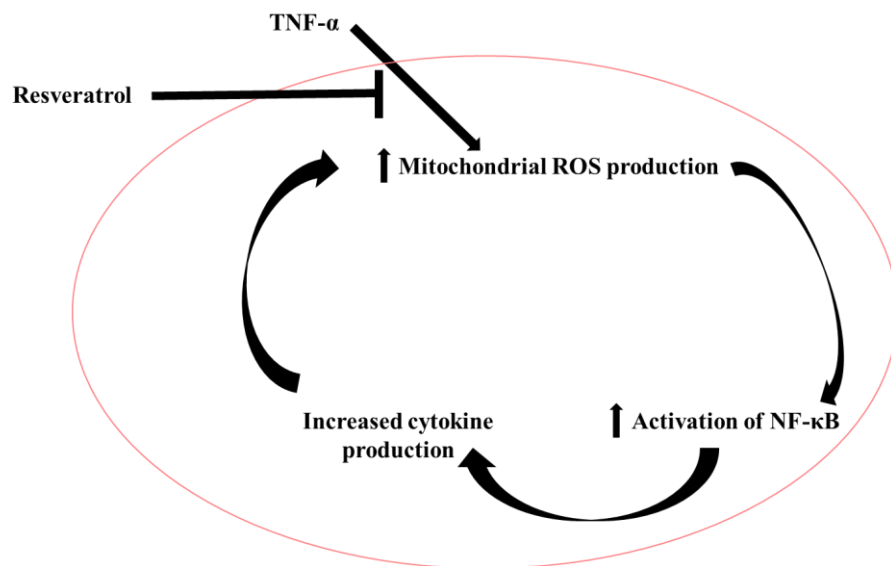 TNF-α
Resveratrol
Mitochondrial ROS production
Increased cytokine
production
Activation of NF-κB